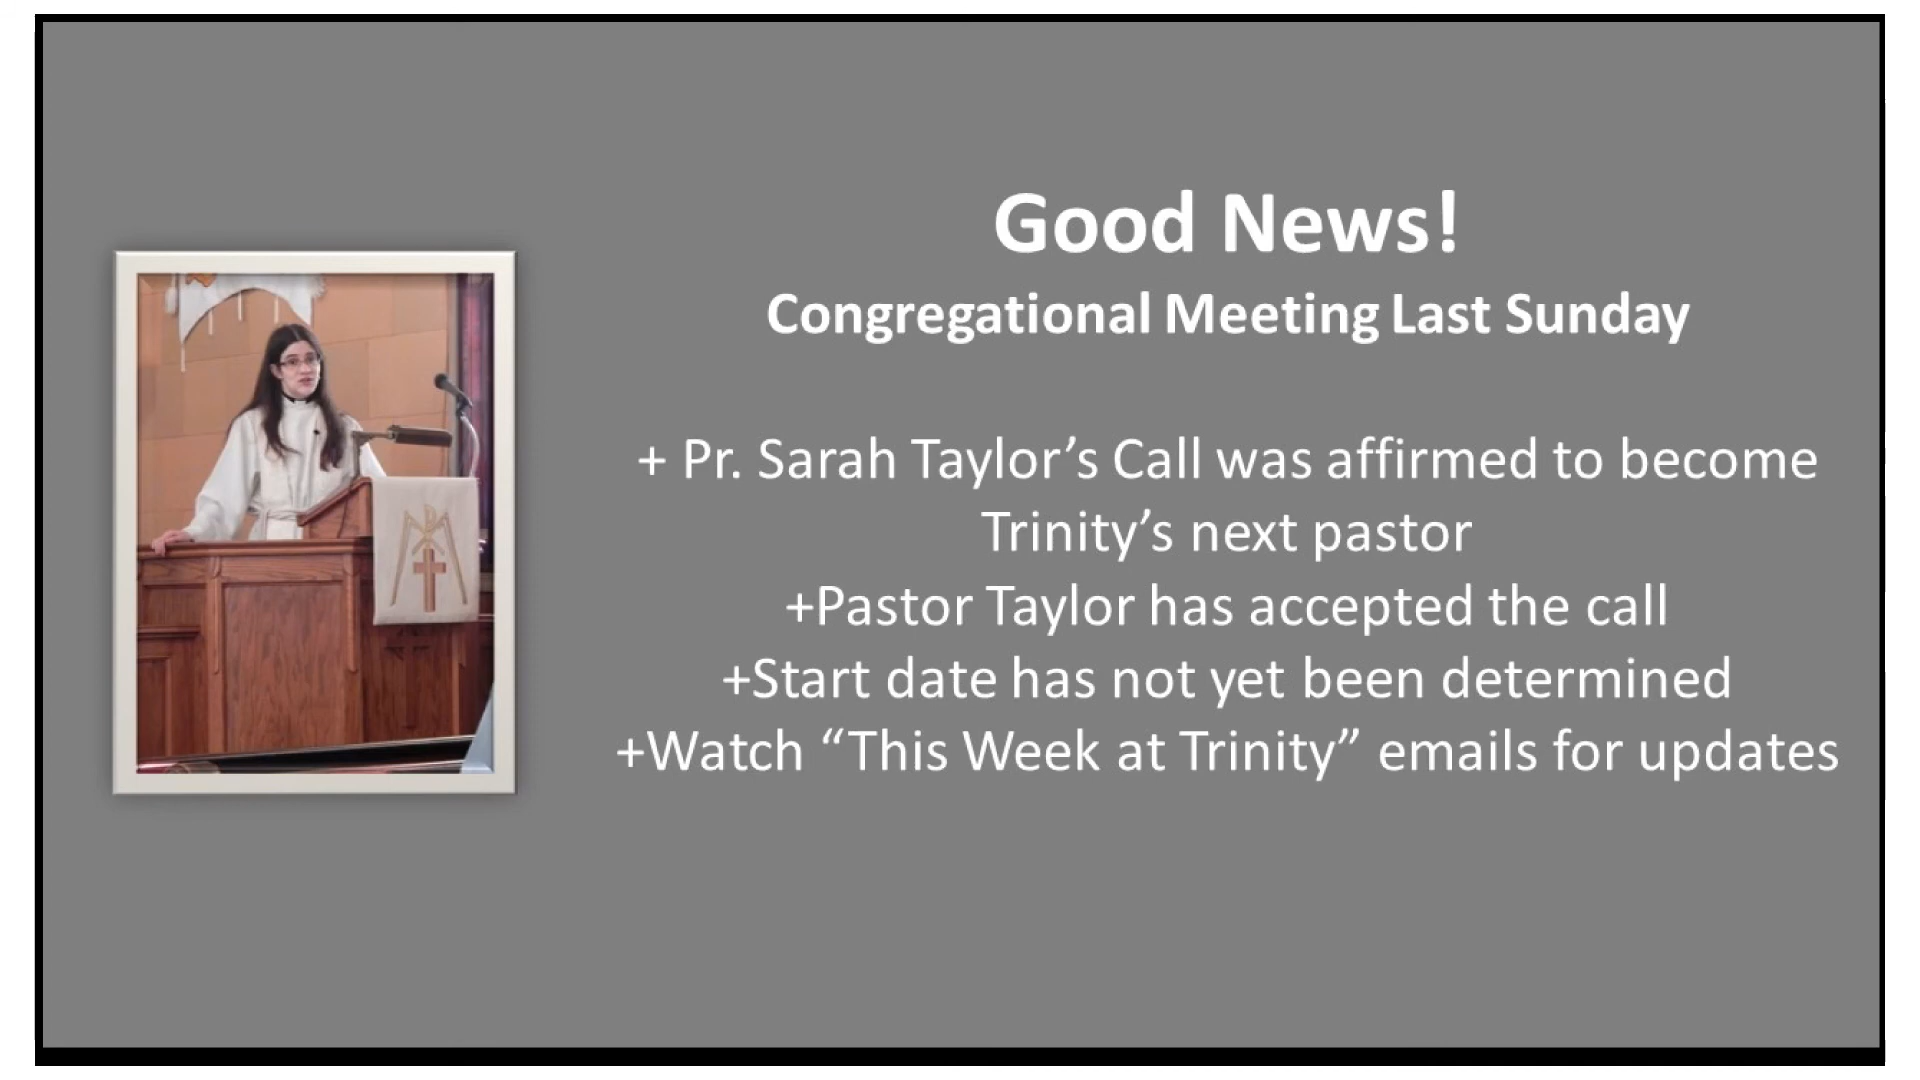 Good News!
Congregational Meeting Last Sunday
+ Pr. Sarah Taylor’s Call was affirmed to become
Trinity’s next pastor
+Pastor Taylor has accepted the call
+Start date has not yet been determined
+Watch “This Week at Trinity” emails for updates